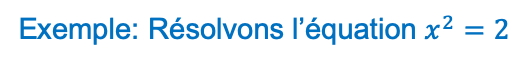 Exemple: Résolvons l’équation x² = 2